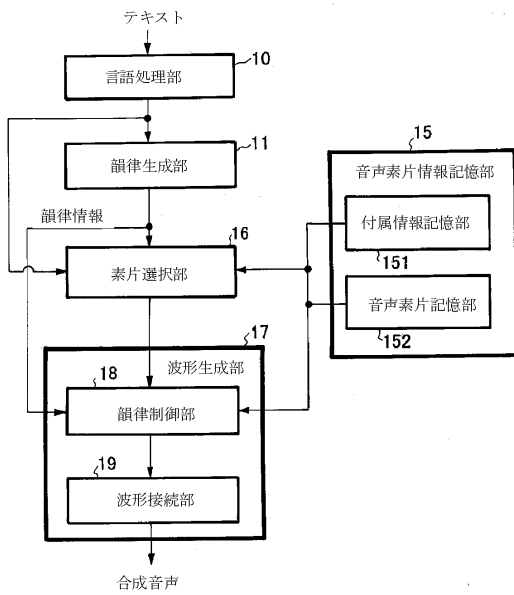 テキスト
10
言語処理部
11
韻律生成部
韻律情報
16
素片選択部
17
波形生成部
18
韻律制御部
19
波形接続部
合成音声
15
音声素片情報記憶部
付属情報記憶部
151
音声素片記憶部
152